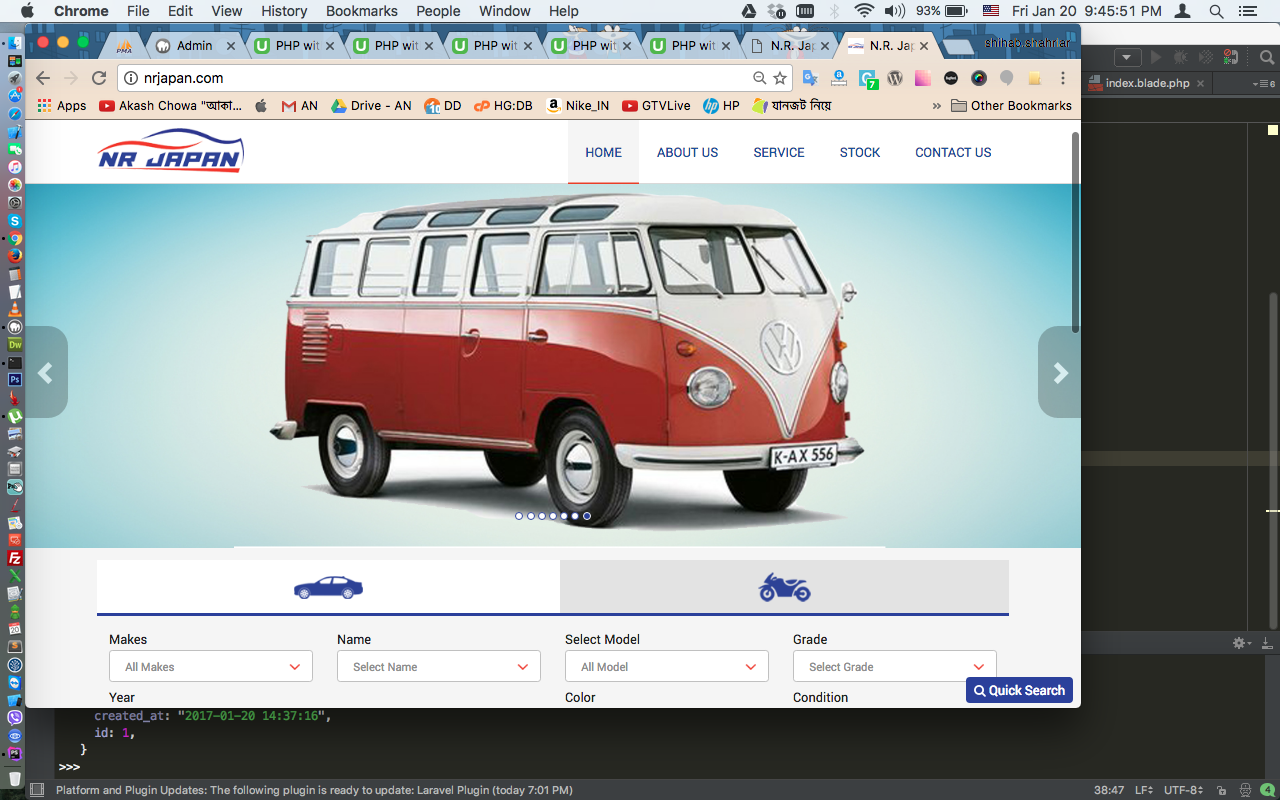 Chrome File Edit View History Bookmarks People Window Help 93% Fri Jan 20 9:45:51 PM
Admin PHP wit PHP wit PHP wit PHP wit PHP wit N.R. Jap N.R. Jap shihab.shahriar
nrjapan.com
Apps Akash Chowa "আকা... AN Drive - AN DD HG:DB Nike_IN GTVLive HP যানজট নিয়ে » Other Bookmarks
index.blade.php
NR JAPAN
HOME ABOUT US SERVICE STOCK CONTACT US
K-AX 556
Makes Name Select Model Grade
All Makes Select Name All Model Select Grade
Year Color Condition
Quick Search
created_at: "2017-01-20 14:37:16",
id: 1,
}
>>>
Platform and Plugin Updates: The following plugin is ready to update: Laravel Plugin (today 7:01 PM) 38:47 LF UTF-8 4